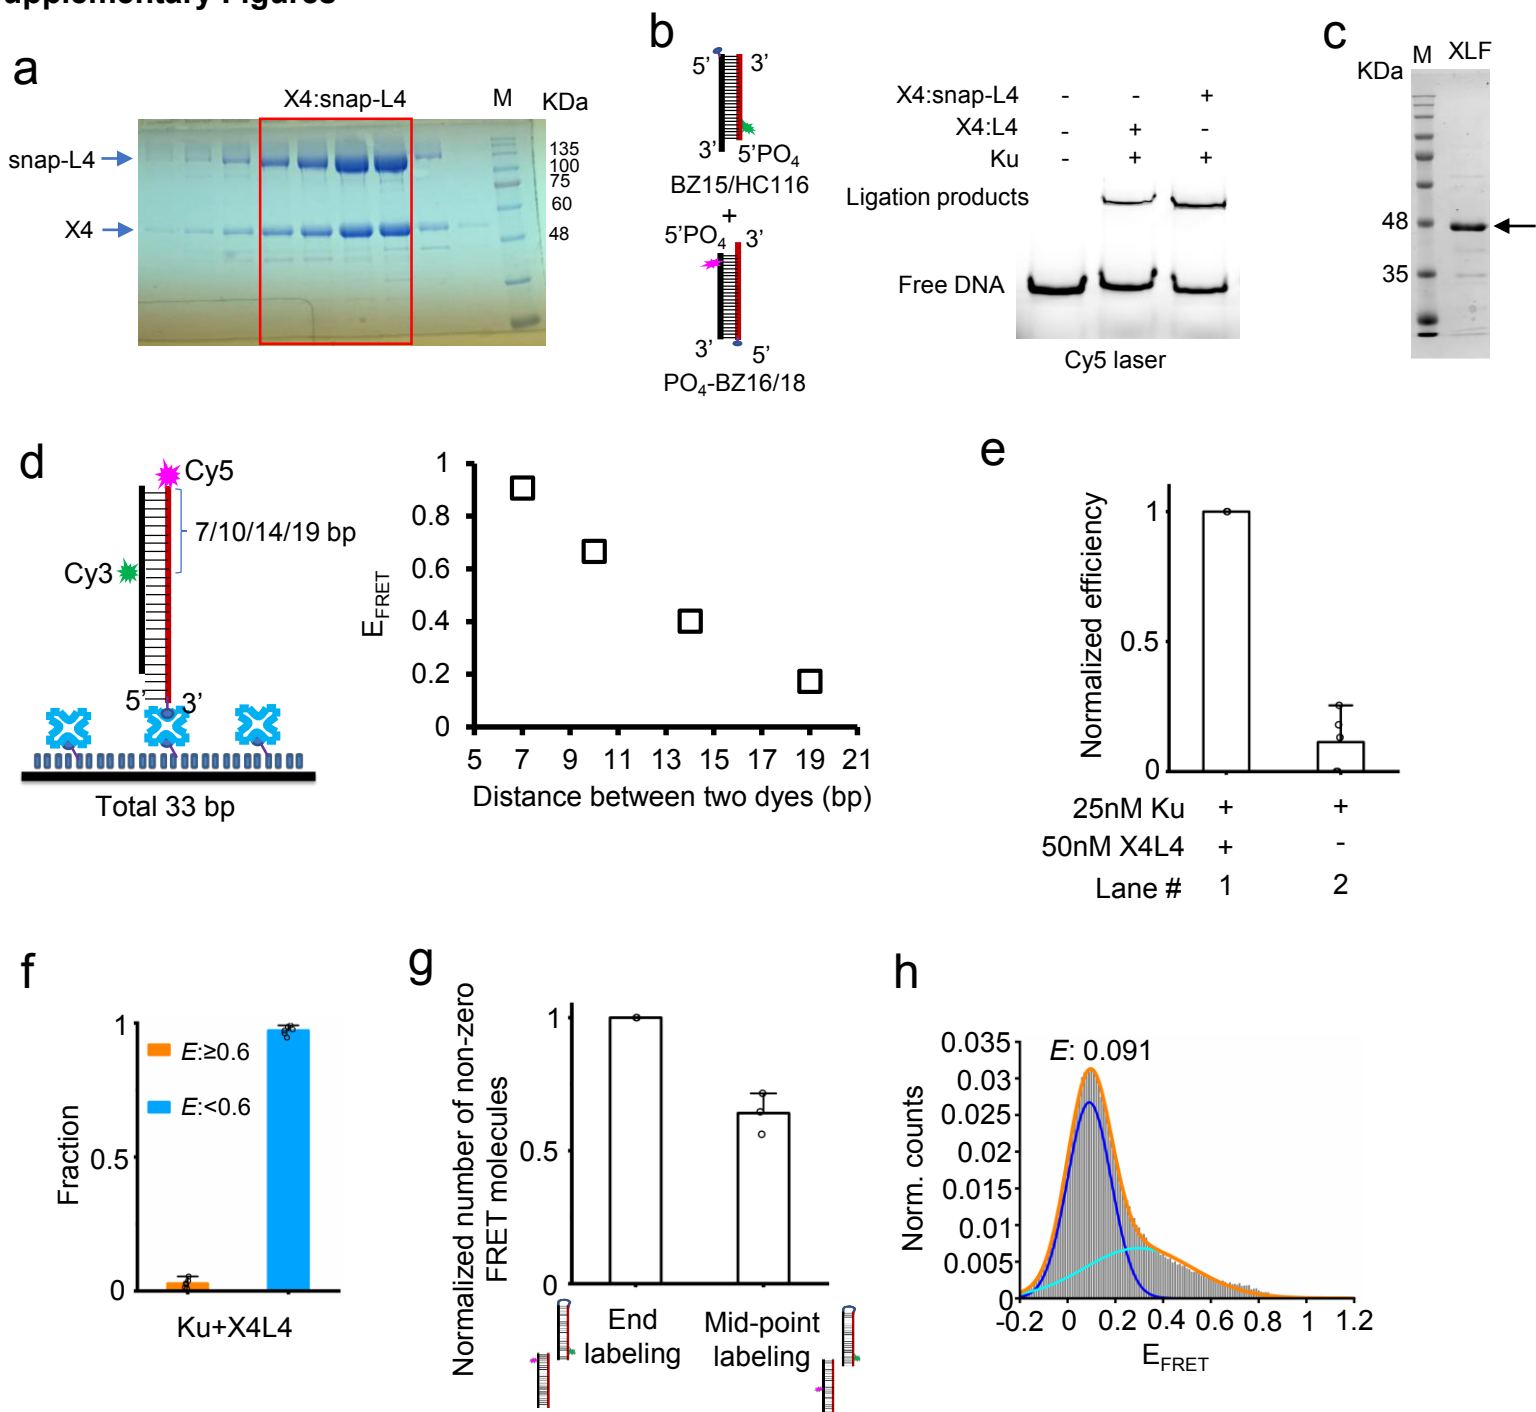 Supplementary Figures
a
X4:snap-L4
M
KDa
snap-L4
X4
135
100
75
60
48
b
5’
3’
3’
5’PO4
BZ15/HC116
+
5’PO4
3’
3’
5’
PO4-BZ16/18
X4:snap-L4 - - +
X4:L4 - + -
Ku - + +
Ligation products
Free DNA
Cy5 laser
c
KDa
M
XLF
48
35
d
Cy5
7/10/14/19 bp
Cy3
5’
3’
Total 33 bp
EFRET
1
0.8
0.6
0.4
0.2
0
5 7 9 11 13 15 17 19 21
Distance between two dyes (bp)
e
Normalized efficiency
1
0.5
0
25nM Ku + +
50nM X4L4 + -
Lane # 1 2
f
Fraction
1
0.5
0
E:≥0.6
E:<0.6
Ku+X4L4
g
Normalized number of non-zero
FRET molecules
1
0.5
0
End
labeling
Mid-point
labeling
h
Norm. counts
0.035
0.03
0.025
0.02
0.015
0.01
0.005
0
E: 0.091
-0.2 0 0.2 0.4 0.6 0.8 1 1.2
EFRET